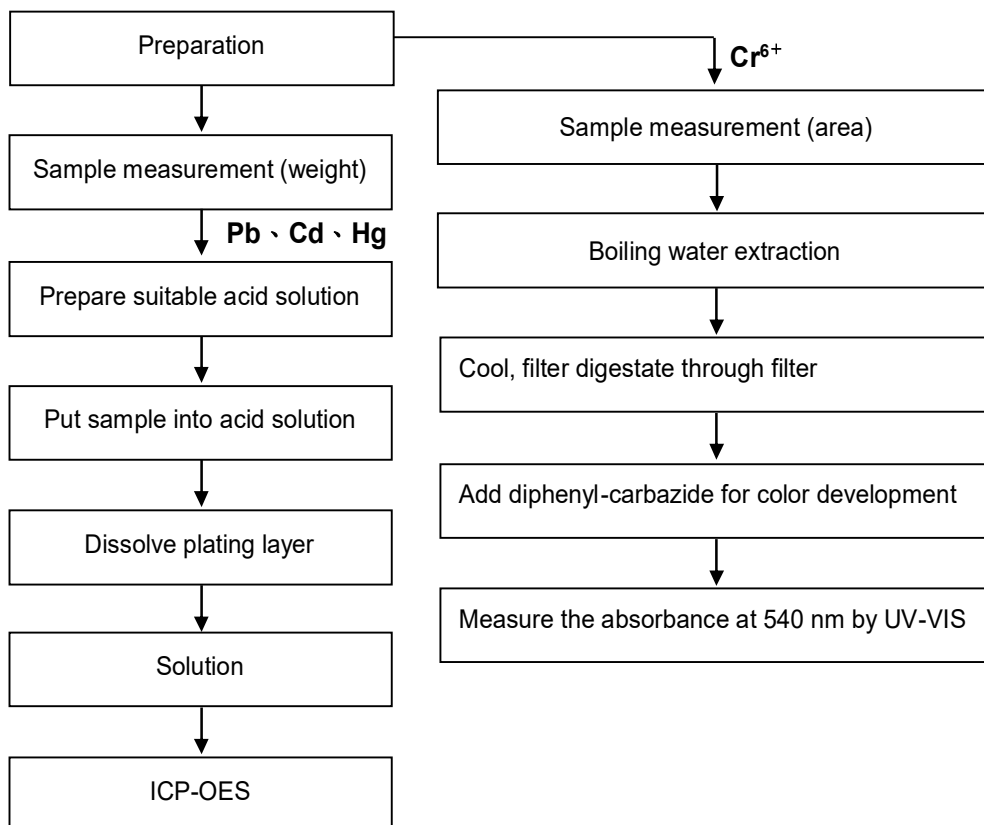 Preparation
Sample measurement (weight)
Pb、Cd、Hg
Prepare suitable acid solution
Put sample into acid solution
Dissolve plating layer
Solution
ICP-OES
Cr⁶⁺
Sample measurement (area)
Boiling water extraction
Cool, filter digestate through filter
Add diphenyl-carbazide for color development
Measure the absorbance at 540 nm by UV-VIS